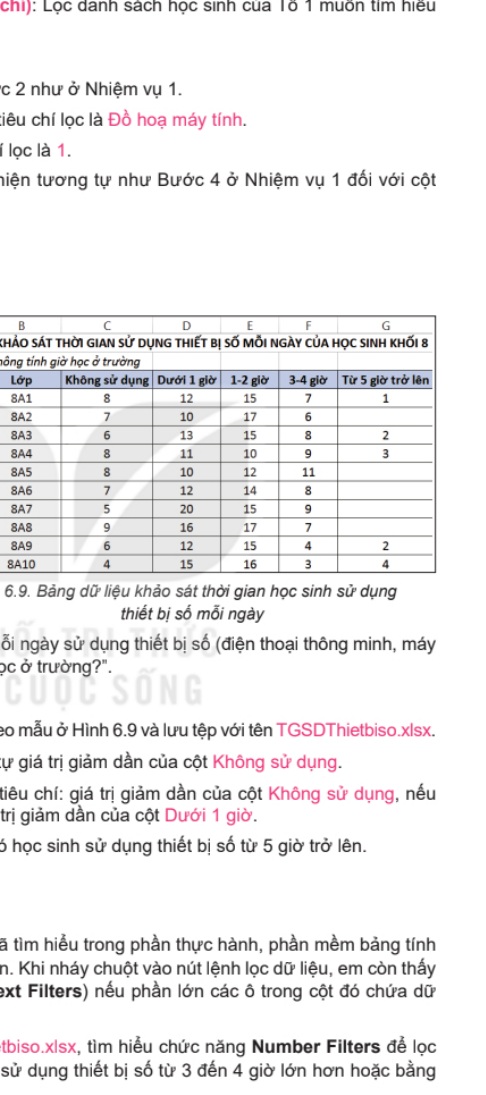 chí): Lọc danh sách học sinh của Tổ 1 muốn tìm hiểu
c 2 như ở Nhiệm vụ 1.
tiêu chí lọc là Đồ hoạ máy tính.
í lọc là 1.
hiện tương tự như Bước 4 ở Nhiệm vụ 1 đối với cột
B C D E F G
KHẢO SÁT THỜI GIAN SỬ DỤNG THIẾT BỊ SỐ MỖI NGÀY CỦA HỌC SINH KHỐI 8
hông tính giờ học ở trường
Lớp Không sử dụng Dưới 1 giờ 1-2 giờ 3-4 giờ Từ 5 giờ trở lên
8A1 8 12 15 7 1
8A2 7 10 17 6
8A3 6 13 15 8 2
8A4 8 11 10 9 3
8A5 8 10 12 11
8A6 7 12 14 8
8A7 5 20 15 9
8A8 9 16 17 7
8A9 6 12 15 4 2
8A10 4 15 16 3 4
6.9. Bảng dữ liệu khảo sát thời gian học sinh sử dụng
thiết bị số mỗi ngày
ỗi ngày sử dụng thiết bị số (điện thoại thông minh, máy
ọc ở trường?".
NỐI TRI THỨC
CUỘC SỐNG
eo mẫu ở Hình 6.9 và lưu tệp với tên TGSDThietbiso.xlsx.
tự giá trị giảm dần của cột Không sử dụng.
tiêu chí: giá trị giảm dần của cột Không sử dụng, nếu
trị giảm dần của cột Dưới 1 giờ.
ó học sinh sử dụng thiết bị số từ 5 giờ trở lên.
ã tìm hiểu trong phần thực hành, phần mềm bảng tính
n. Khi nháy chuột vào nút lệnh lọc dữ liệu, em còn thấy
ext Filters) nếu phần lớn các ô trong cột đó chứa dữ
tbiso.xlsx, tìm hiểu chức năng Number Filters để lọc
sử dụng thiết bị số từ 3 đến 4 giờ lớn hơn hoặc bằng